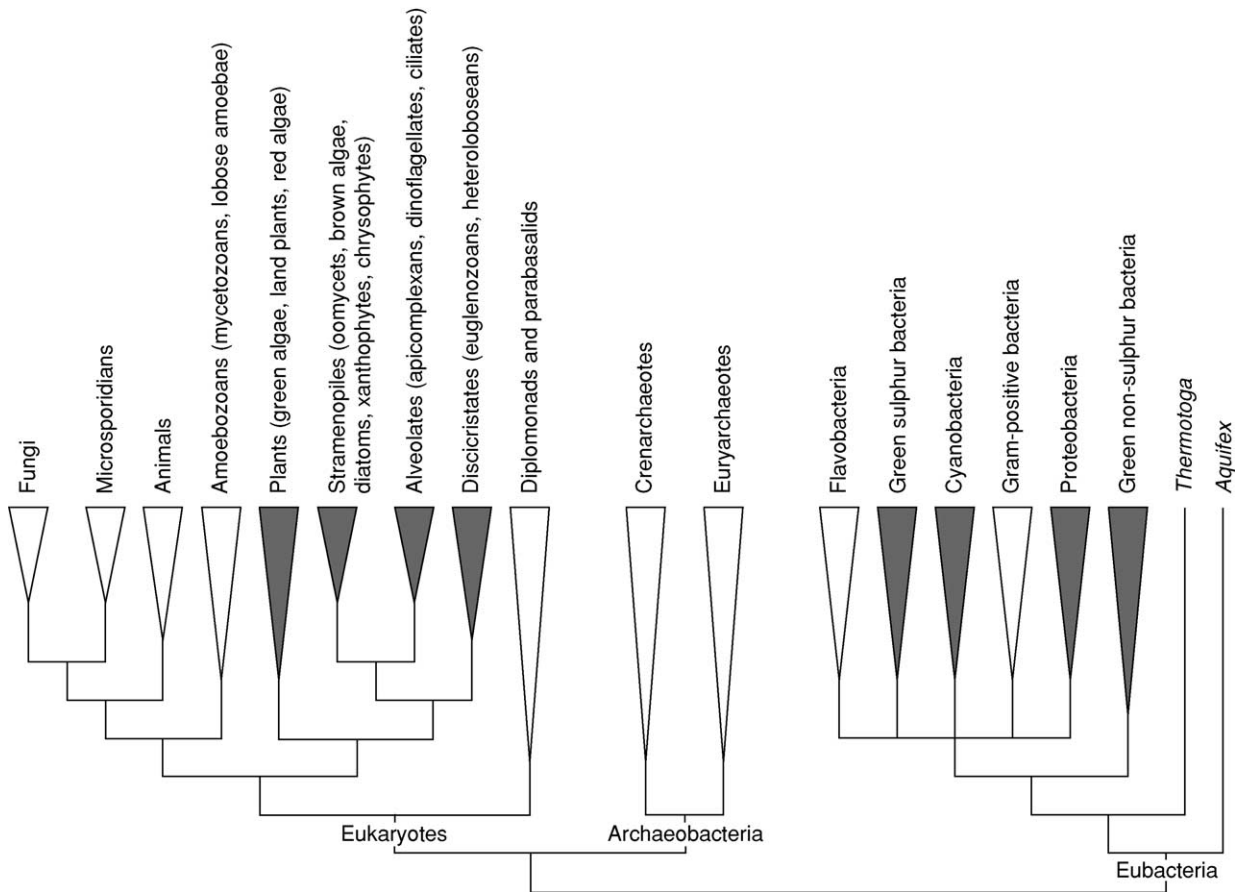 Fungi
Microsporidians
Animals
Amoebozoans (mycetozoans, lobose amoebae)
Plants (green algae, land plants, red algae)
Stramenopiles (oomycets, brown algae,
diatoms, xanthophytes, chrysophytes)
Alveolates (apicomplexans, dinoflagellates, ciliates)
Discicristates (euglenozoans, heteroloboseans)
Diplomonads and parabasalids
Crenarchaeotes
Euryarchaeotes
Flavobacteria
Green sulphur bacteria
Cyanobacteria
Gram-positive bacteria
Proteobacteria
Green non-sulphur bacteria
Thermotoga
Aquifex
Eukaryotes
Archaeobacteria
Eubacteria